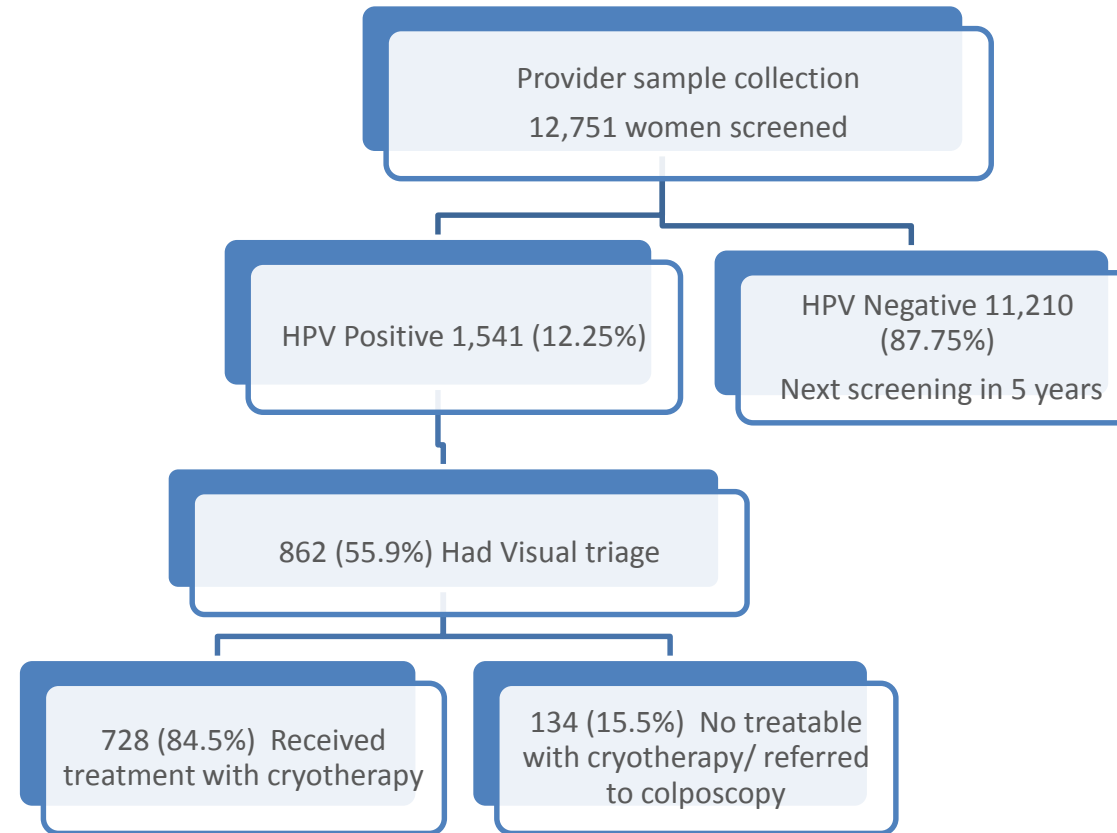 Provider sample collection
12,751 women screened
HPV Positive 1,541 (12.25%)
HPV Negative 11,210
(87.75%)
Next screening in 5 years
862 (55.9%) Had Visual triage
728 (84.5%) Received
treatment with cryotherapy
134 (15.5%) No treatable
with cryotherapy/ referred
to colposcopy